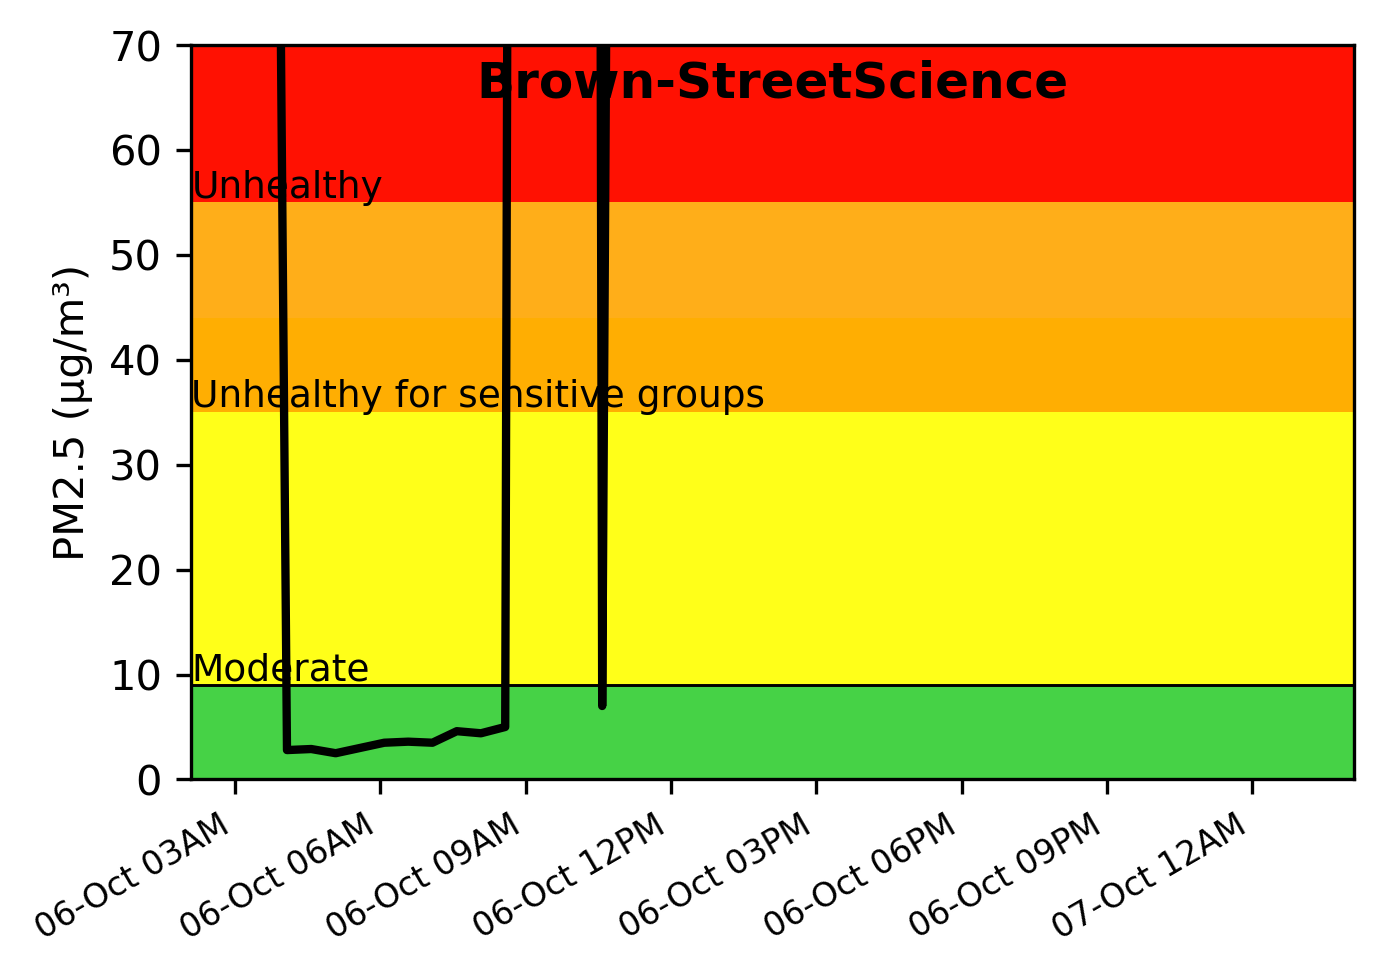 Brown-StreetScience
PM2.5 (µg/m³)
70
60
50
40
30
20
10
0
Unhealthy
Unhealthy for sensitive groups
Moderate
06-Oct 03AM
06-Oct 06AM
06-Oct 09AM
06-Oct 12PM
06-Oct 03PM
06-Oct 06PM
06-Oct 09PM
07-Oct 12AM